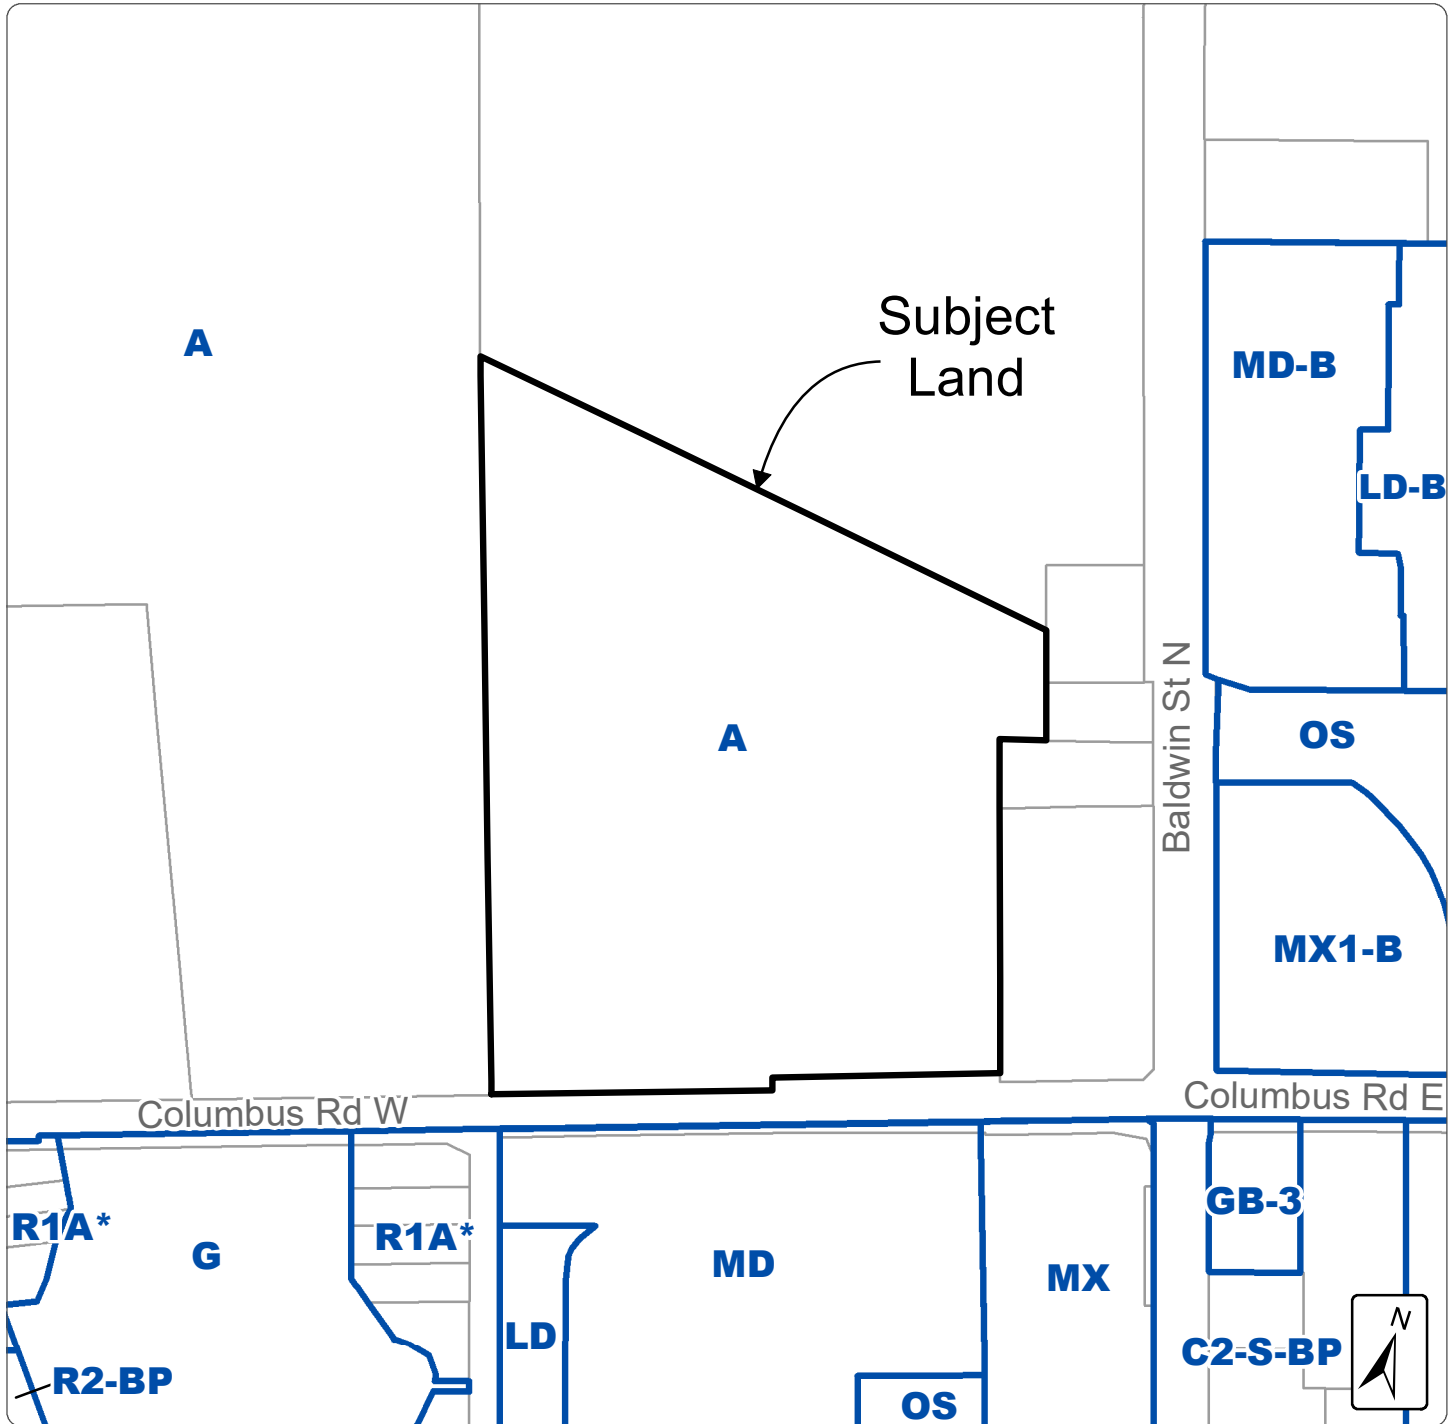 Subject
Land
A
MD-B
LD-B
Baldwin St N
OS
A
MX1-B
Columbus Rd W
Columbus Rd E
R1A*
G
R1A*
MD
MX
GB-3
LD
C2-S-BP
N
R2-BP
OS